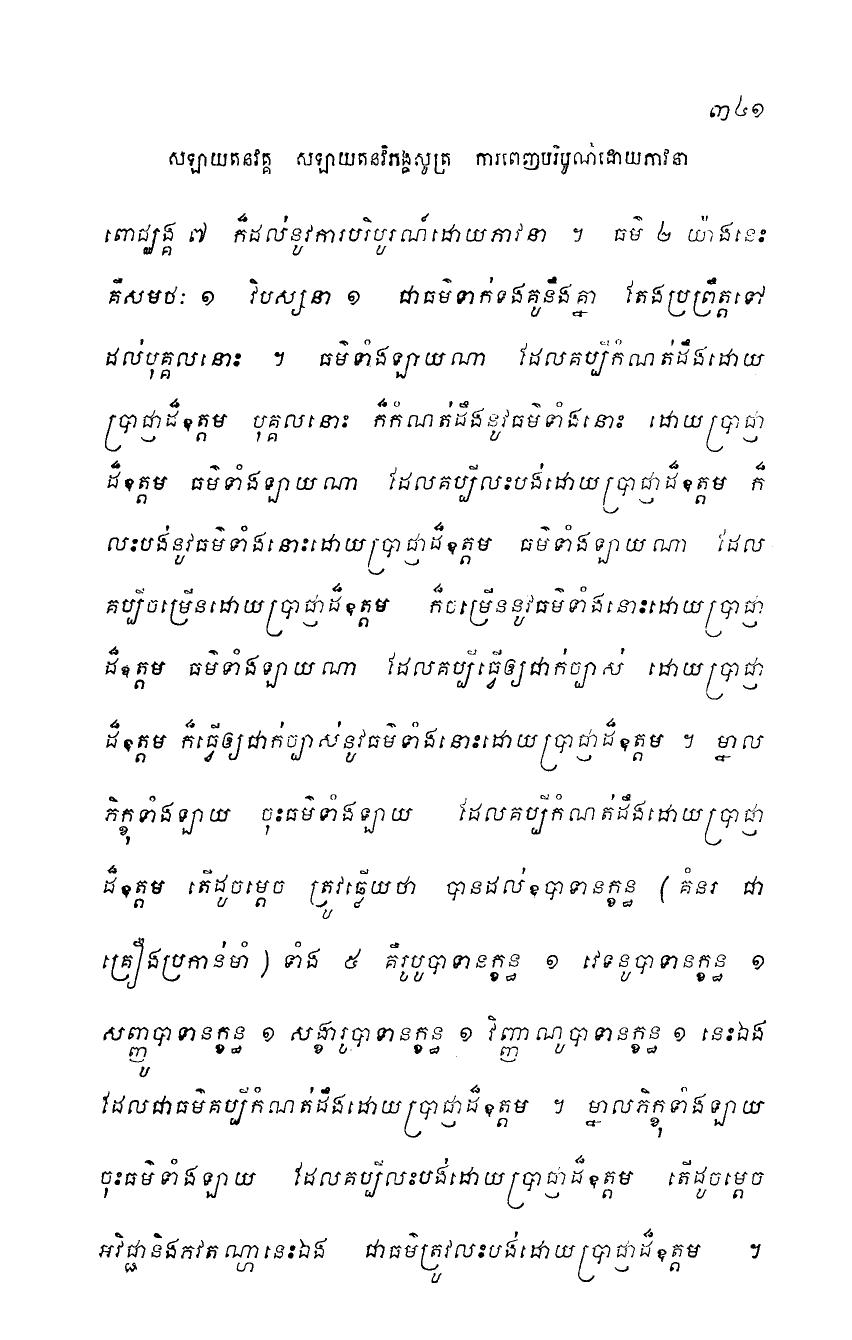 ៣៤១
សឡាយតនវគ្គ សឡាយតនវិភង្គសូត្រ ការពេញបរិបូណ៌ដោយភាវនា
ពោជ្ឈង្គ ៧ ក៏ដល់នូវការបរិបូរណ៍ដោយភាវនា ។ ធម៌ ២ យ៉ាងនេះ
គឺសមថៈ ១ វិបស្សនា ១ ជាធម៌ទាក់ទងគូនឹងគ្នា តែងប្រព្រឹត្តទៅ
ដល់បុគ្គលនោះ ។ ធម៌ទាំងឡាយណា ដែលគប្បីកំណត់ដឹងដោយ
ប្រាជ្ញាដ៏ឧត្តម បុគ្គលនោះ ក៏កំណត់ដឹងនូវធម៌ទាំងនោះ ដោយប្រាជ្ញា
ដ៏ឧត្តម ធម៌ទាំងឡាយណា ដែលគប្បីលះបង់ដោយប្រាជ្ញាដ៏ឧត្តម ក៏
លះបង់នូវធម៌ទាំងនោះដោយប្រាជ្ញាដ៏ឧត្តម ធម៌ទាំងឡាយណា ដែល
គប្បីចម្រើនដោយប្រាជ្ញាដ៏ឧត្តម ក៏ចម្រើននូវធម៌ទាំងនោះដោយប្រាជ្ញា
ដ៏ឧត្តម ធម៌ទាំងឡាយណា ដែលគប្បីធ្វើឲ្យជាក់ច្បាស់ ដោយប្រាជ្ញា
ដ៏ឧត្តម ក៏ធ្វើឲ្យជាក់ច្បាស់នូវធម៌ទាំងនោះដោយប្រាជ្ញាដ៏ឧត្តម ។ ម្នាល
ភិក្ខុទាំងឡាយ ចុះធម៌ទាំងឡាយ ដែលគប្បីកំណត់ដឹងដោយប្រាជ្ញា
ដ៏ឧត្តម តើដូចម្តេច ត្រូវឆ្លើយថា បានដល់ឧបាទានក្ខន្ធ ( គំនរ ជា
គ្រឿងប្រកាន់មាំ ) ទាំង ៥ គឺរូបូបាទានក្ខន្ធ ១ វេទនូបាទានក្ខន្ធ ១
សញ្ញូបាទានក្ខន្ធ ១ សង្ខារូបាទានក្ខន្ធ ១ វិញ្ញាណូបាទានក្ខន្ធ ១ នេះឯង
ដែលជាធម៌គប្បីកំណត់ដឹងដោយប្រាជ្ញាដ៏ឧត្តម ។ ម្នាលភិក្ខុទាំងឡាយ
ចុះធម៌ទាំងឡាយ ដែលគប្បីលះបង់ដោយប្រាជ្ញាដ៏ឧត្តម តើដូចម្តេច
អវិជ្ជានិងភវតណ្ហានេះឯង ជាធម៌ត្រូវលះបង់ដោយប្រាជ្ញាដ៏ឧត្តម ។